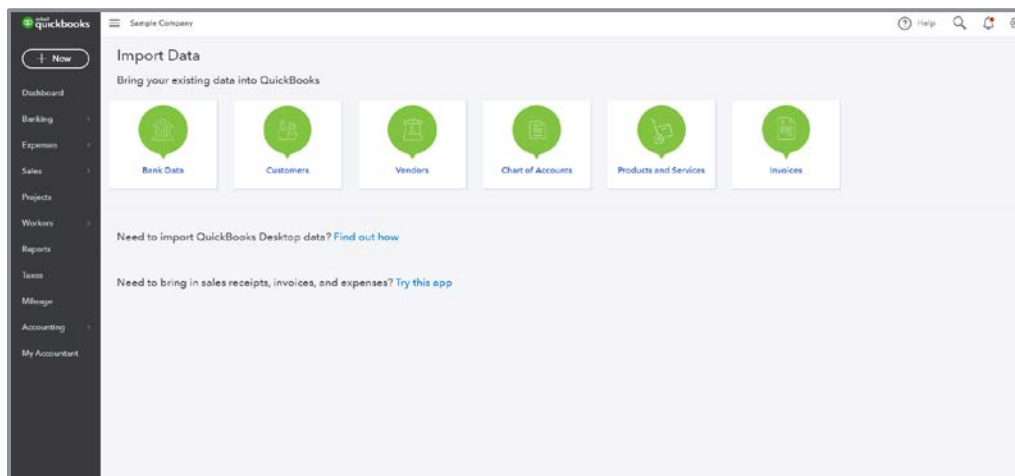 quickbooks
Sample Company
Help
+ New
Dashboard
Banking
Expenses
Sales
Projects
Workers
Reports
Taxes
Mileage
Accounting
My Accountant
Import Data
Bring your existing data into QuickBooks
Bank Data
Customers
Vendors
Chart of Accounts
Products and Services
Invoices
Need to import QuickBooks Desktop data? Find out how
Need to bring in sales receipts, invoices, and expenses? Try this app